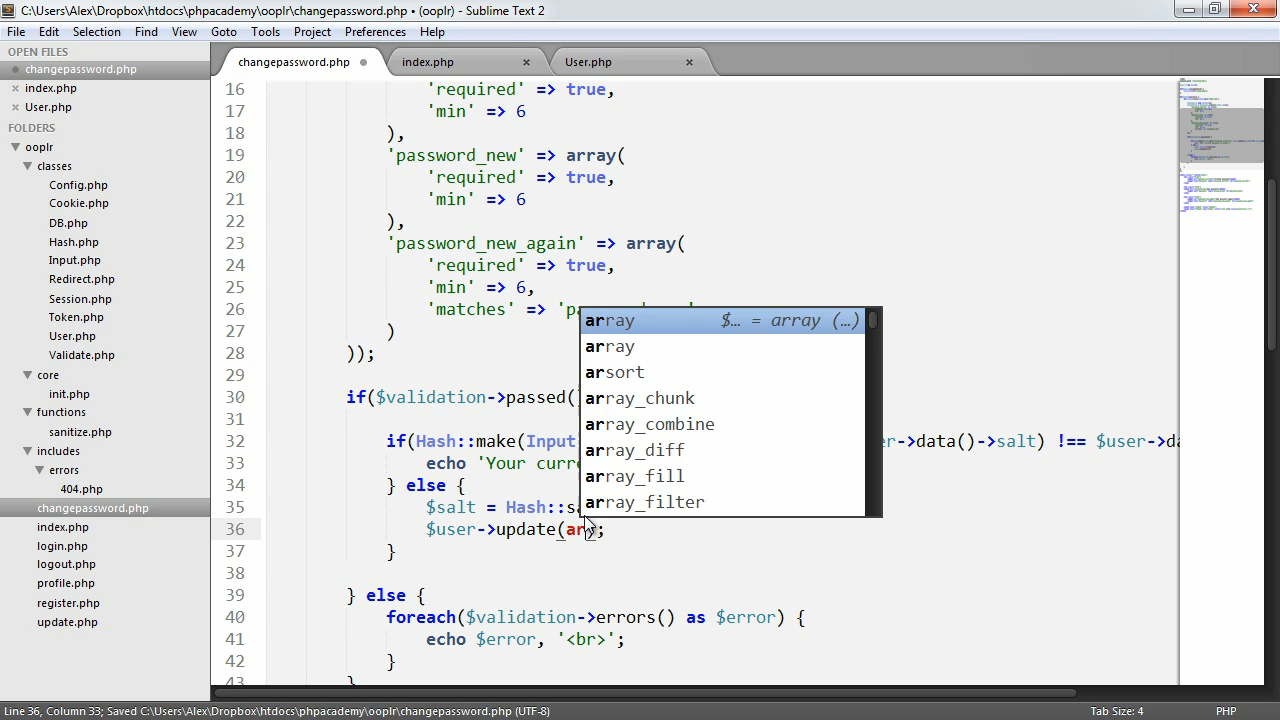 C:\Users\Alex\Dropbox\htdocs\phpacademy\ooplr\changepassword.php • (ooplr) - Sublime Text 2
File Edit Selection Find View Goto Tools Project Preferences Help
OPEN FILES
changepassword.php
index.php
User.php
FOLDERS
ooplr
classes
Config.php
Cookie.php
DB.php
Hash.php
Input.php
Redirect.php
Session.php
Token.php
User.php
Validate.php
core
init.php
functions
sanitize.php
includes
errors
404.php
changepassword.php
index.php
login.php
logout.php
profile.php
register.php
update.php
changepassword.php index.php User.php
16 'required' => true,
17 'min' => 6
18 ),
19 'password_new' => array(
20 'required' => true,
21 'min' => 6
22 ),
23 'password_new_again' => array(
24 'required' => true,
25 'min' => 6,
26 'matches' =>
27 )
28 ));
29
30 if($validation->passed()
31
32 if(Hash::make(Input ->data()->salt) !== $user->da
33 echo 'Your curre
34 } else {
35 $salt = Hash::sa
36 $user->update(ar);
37 }
38
39 } else {
40 foreach($validation->errors() as $error) {
41 echo $error, '<br>';
42 }
43 }
array $… = array (…)
array
arsort
array_chunk
array_combine
array_diff
array_fill
array_filter
Line 36, Column 33; Saved C:\Users\Alex\Dropbox\htdocs\phpacademy\ooplr\changepassword.php (UTF-8) Tab Size: 4 PHP